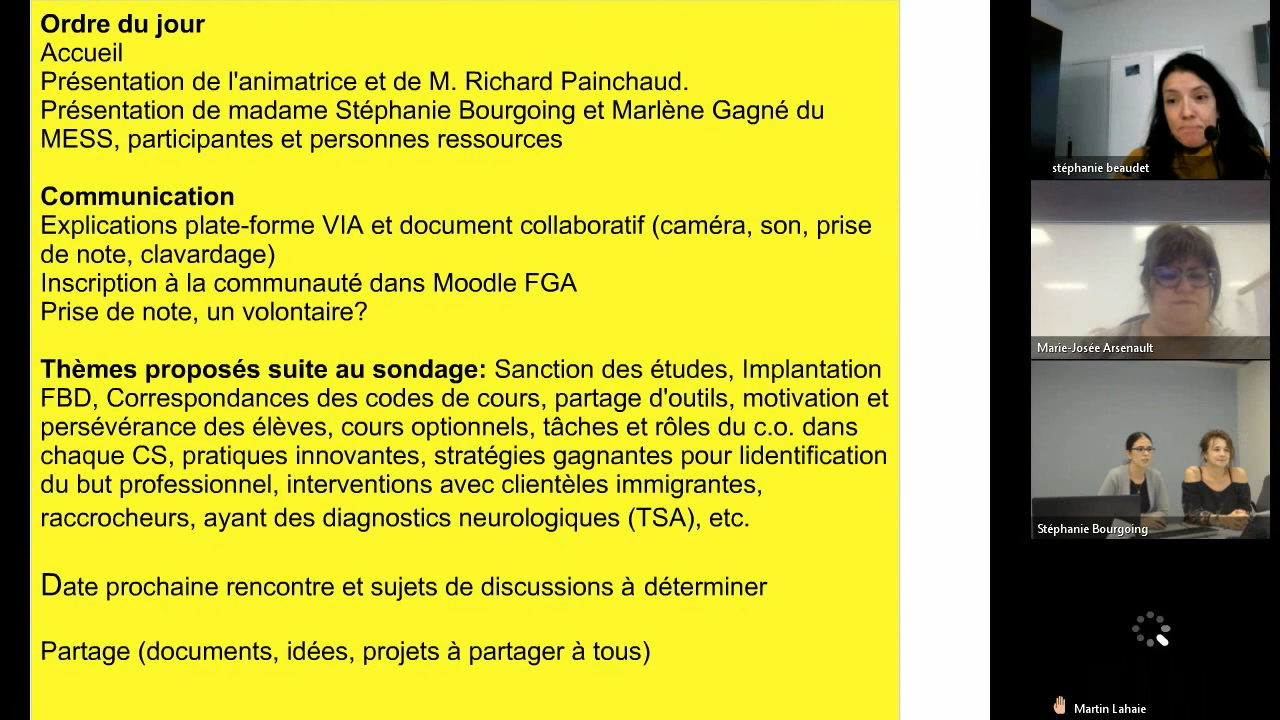 Ordre du jour
Accueil
Présentation de l'animatrice et de M. Richard Painchaud.
Présentation de madame Stéphanie Bourgoing et Marlène Gagné du
MESS, participantes et personnes ressources
Communication
Explications plate-forme VIA et document collaboratif (caméra, son, prise
de note, clavardage)
Inscription à la communauté dans Moodle FGA
Prise de note, un volontaire?
Thèmes proposés suite au sondage: Sanction des études, Implantation
FBD, Correspondances des codes de cours, partage d'outils, motivation et
persévérance des élèves, cours optionnels, tâches et rôles du c.o. dans
chaque CS, pratiques innovantes, stratégies gagnantes pour lidentification
du but professionnel, interventions avec clientèles immigrantes,
raccrocheurs, ayant des diagnostics neurologiques (TSA), etc.
Date prochaine rencontre et sujets de discussions à déterminer
Partage (documents, idées, projets à partager à tous)
stéphanie beaudet
Marie-Josée Arsenault
Stéphanie Bourgoing
Martin Lahaie